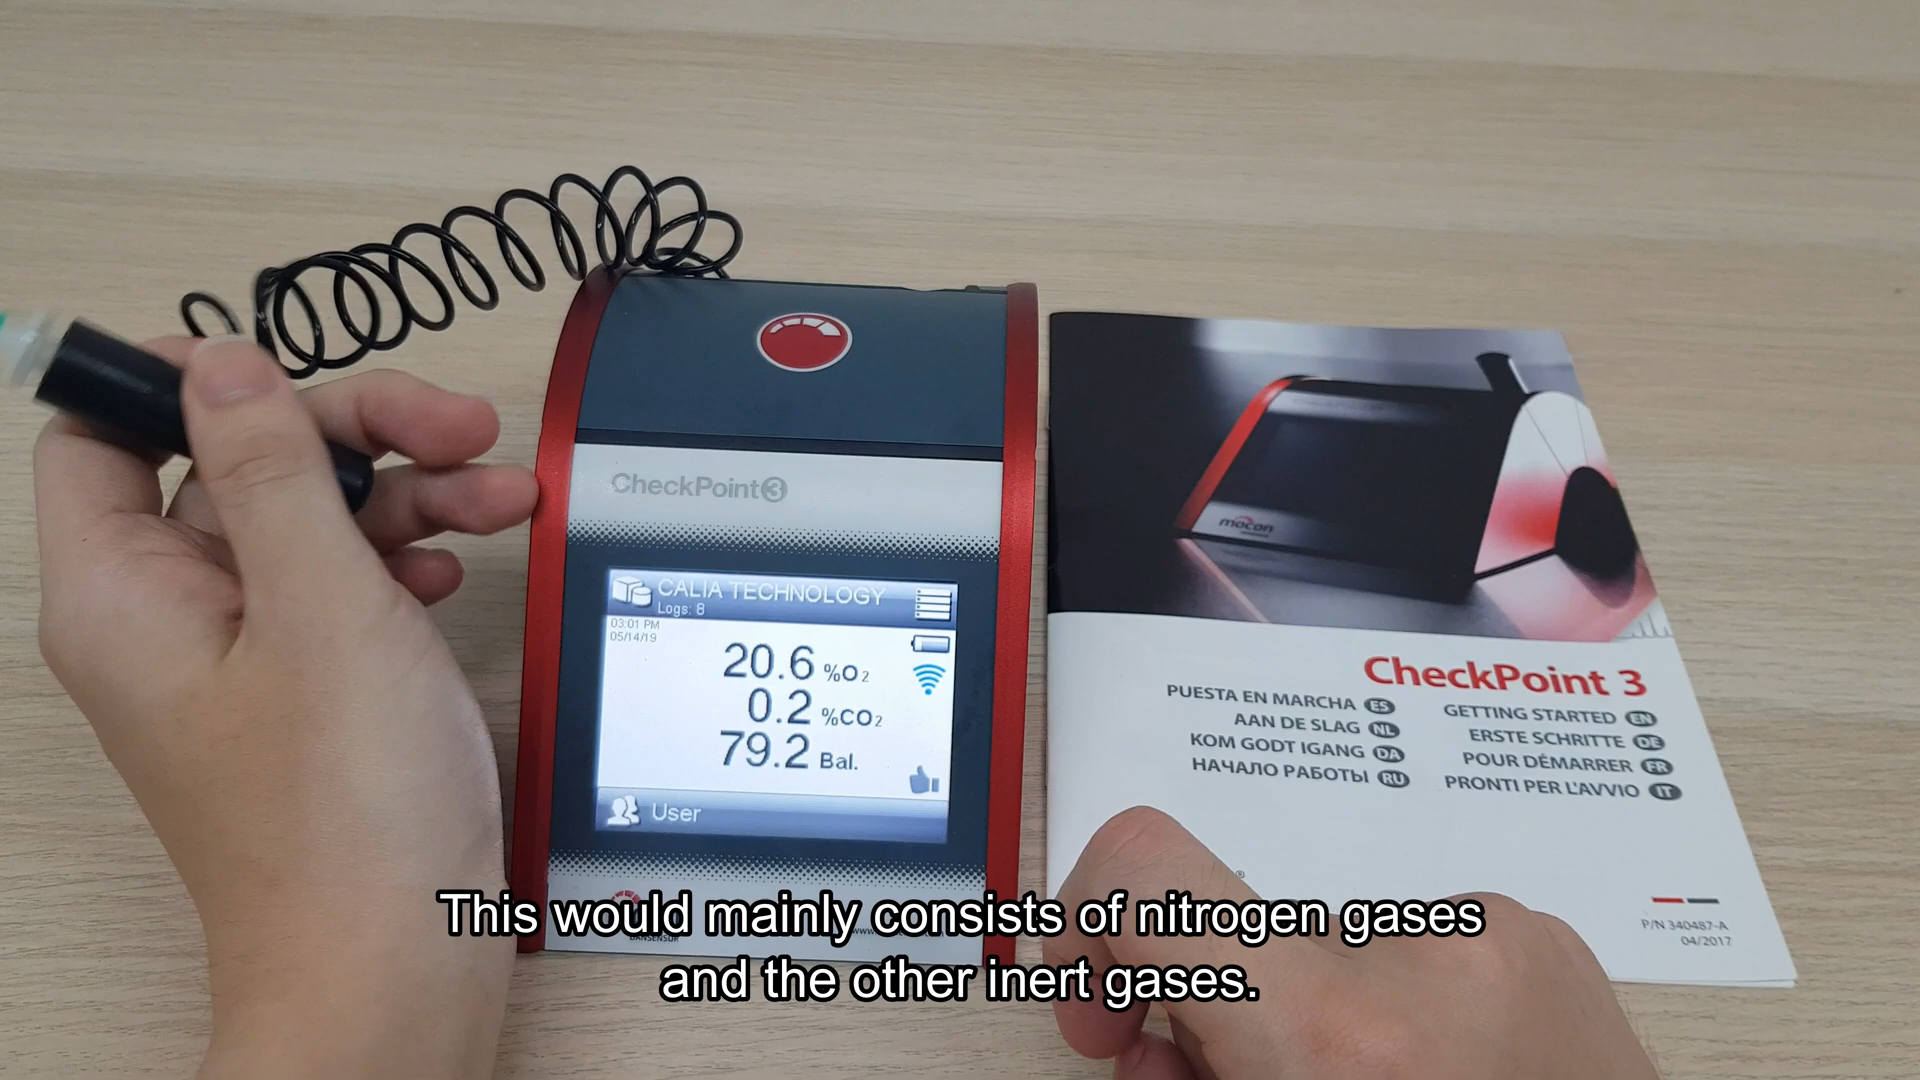 CheckPoint3
CALIA TECHNOLOGY
Logs: 8
03:01 PM
05/14/19
20.6 %O2
0.2 %CO2
79.2 Bal.
User
DANSENSOR
www.
mocon
CheckPoint 3
PUESTA EN MARCHA ES
AAN DE SLAG NL
KOM GODT IGANG DA
НАЧАЛО РАБОТЫ RU
GETTING STARTED EN
ERSTE SCHRITTE DE
POUR DÉMARRER FR
PRONTI PER L'AVVIO IT
®
P/N 340487-A
04/2017
This would mainly consists of nitrogen gases
and the other inert gases.